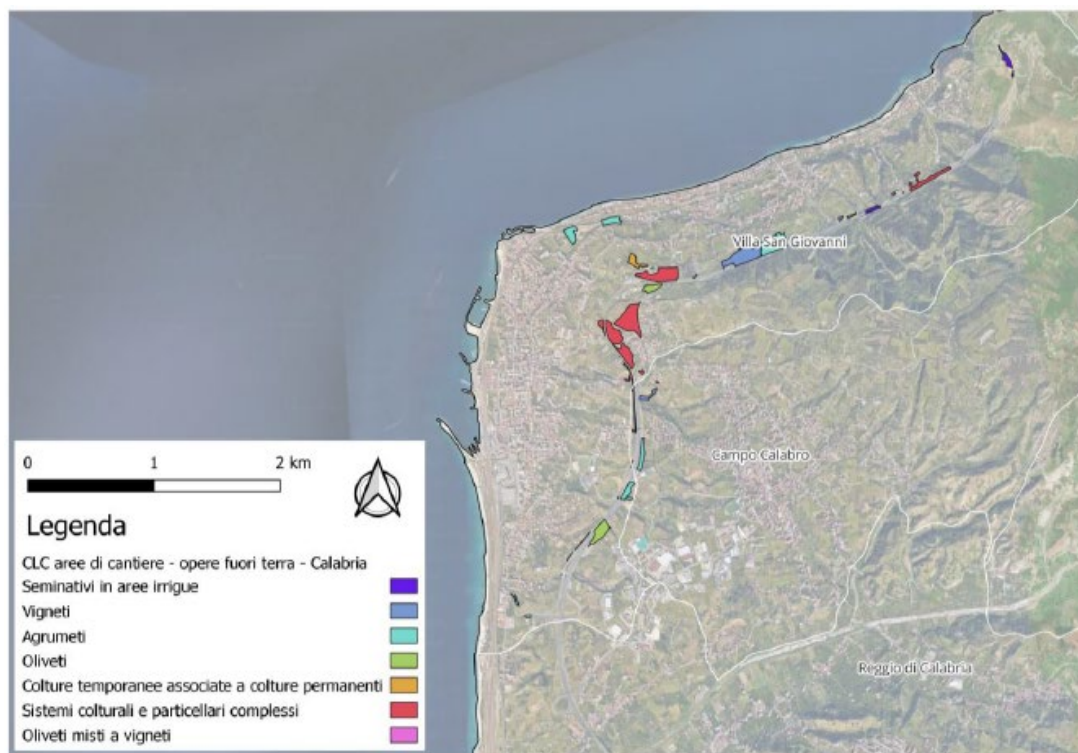 Villa San Giovanni
Campo Calabro
Reggio di Calabria
0 1 2 km
Legenda
CLC aree di cantiere - opere fuori terra - Calabria
Seminativi in aree irrigue
Vigneti
Agrumeti
Oliveti
Colture temporanee associate a colture permanenti
Sistemi colturali e particellari complessi
Oliveti misti a vigneti